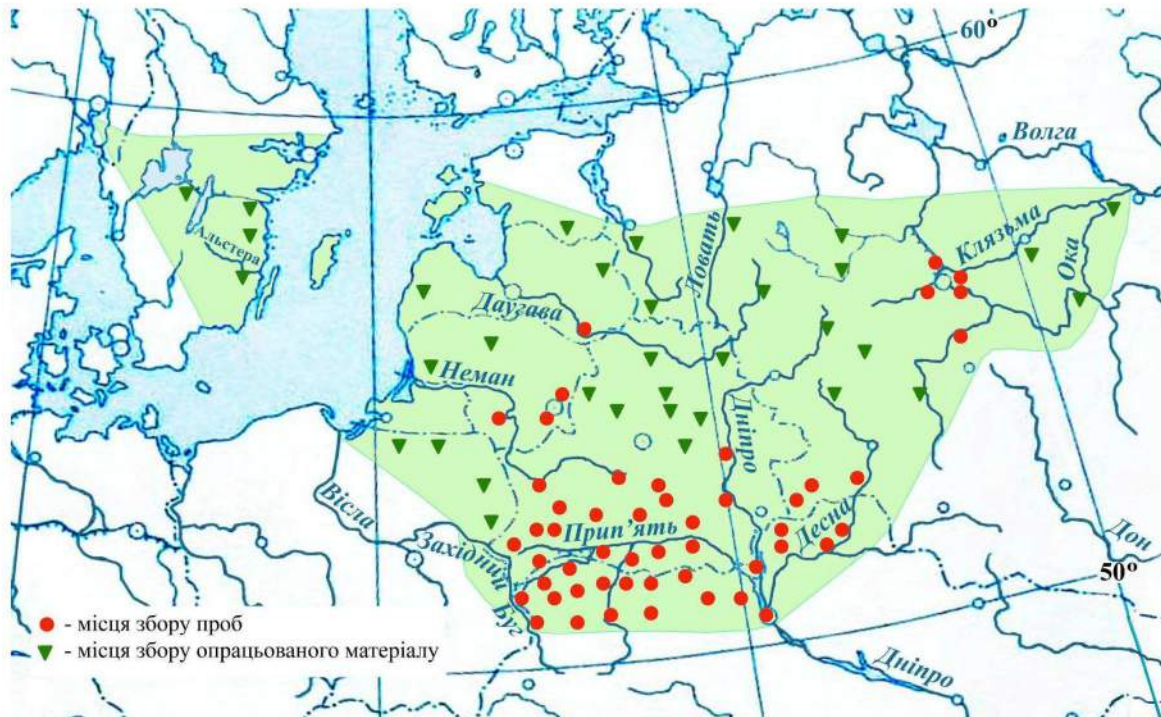 60°
Волга
Клязьма
Ока
Альстера
Ловать
Даугава
Неман
Дніпро
Вісла
Західний
Буг
Прип’ять
Десна
Дон
50°
Дніпро
- місця збору проб
- місця збору опрацьованого матеріалу